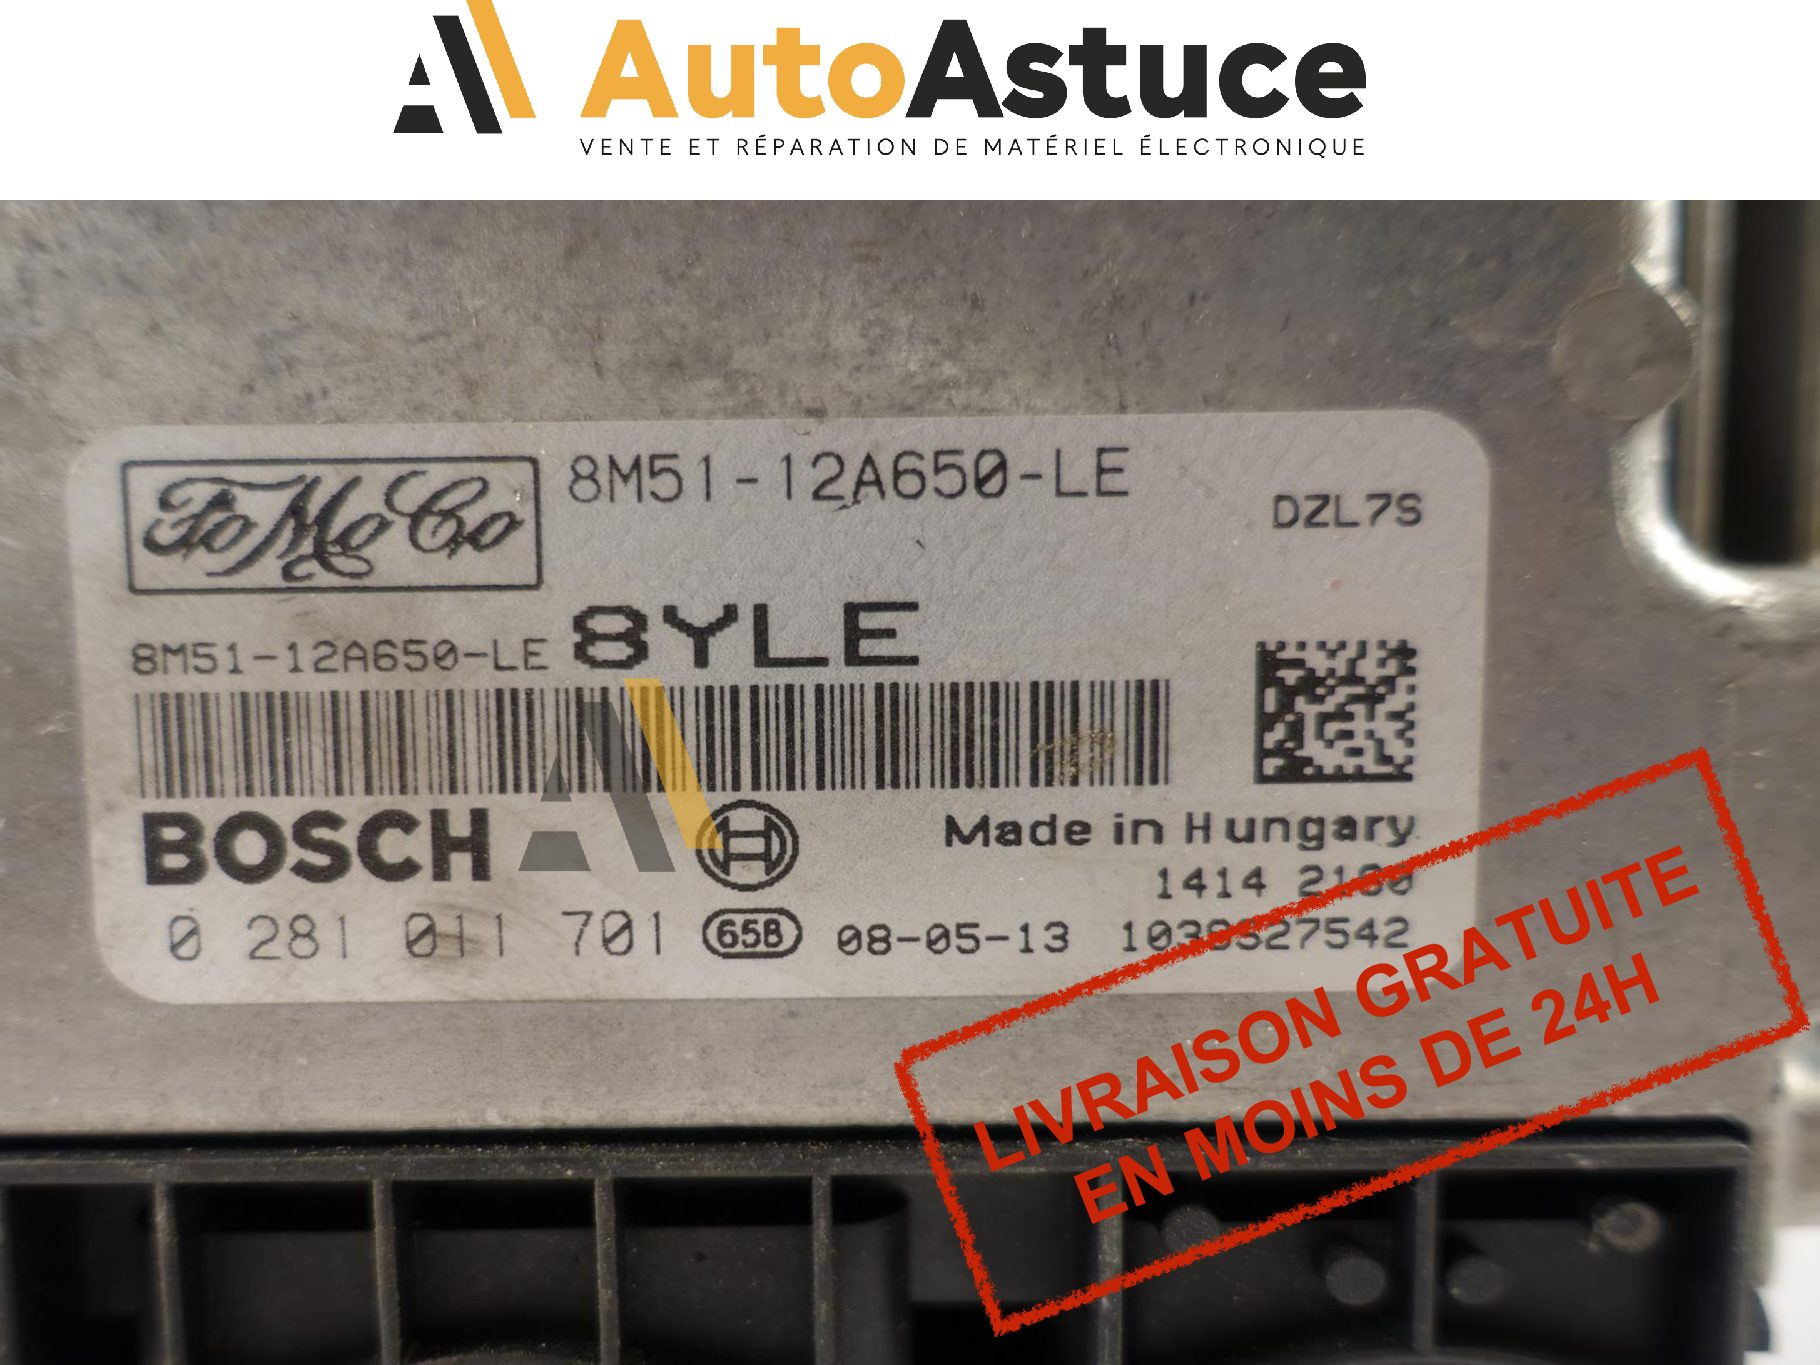 AutoAstuce
VENTE ET RÉPARATION DE MATÉRIEL ÉLECTRONIQUE
FoMoCo
8M51-12A650-LE
DZL7S
8M51-12A650-LE 8YLE
BOSCH
Made in Hungary
1414
0 281 011 701 658 08-05-13
LIVRAISON GRATUITE
EN MOINS DE 24H